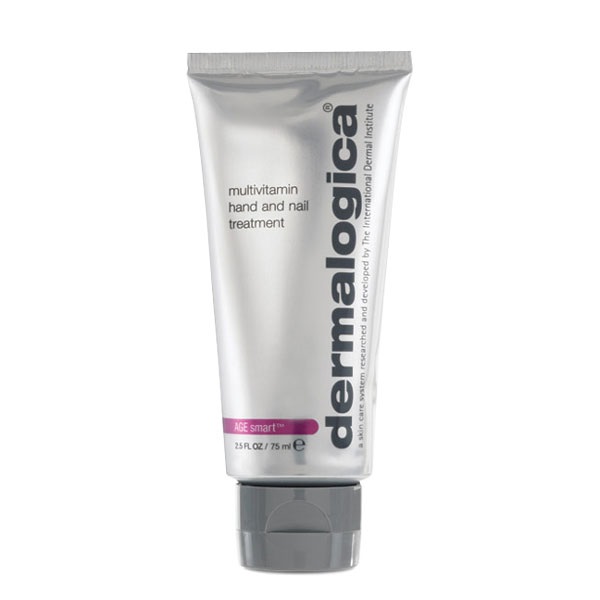 multivitamin
hand and nail
treatment
AGE smart™
2.5 FL OZ / 75 ml ℮
dermalogica®
a skin care system researched and developed by The International Dermal Institute